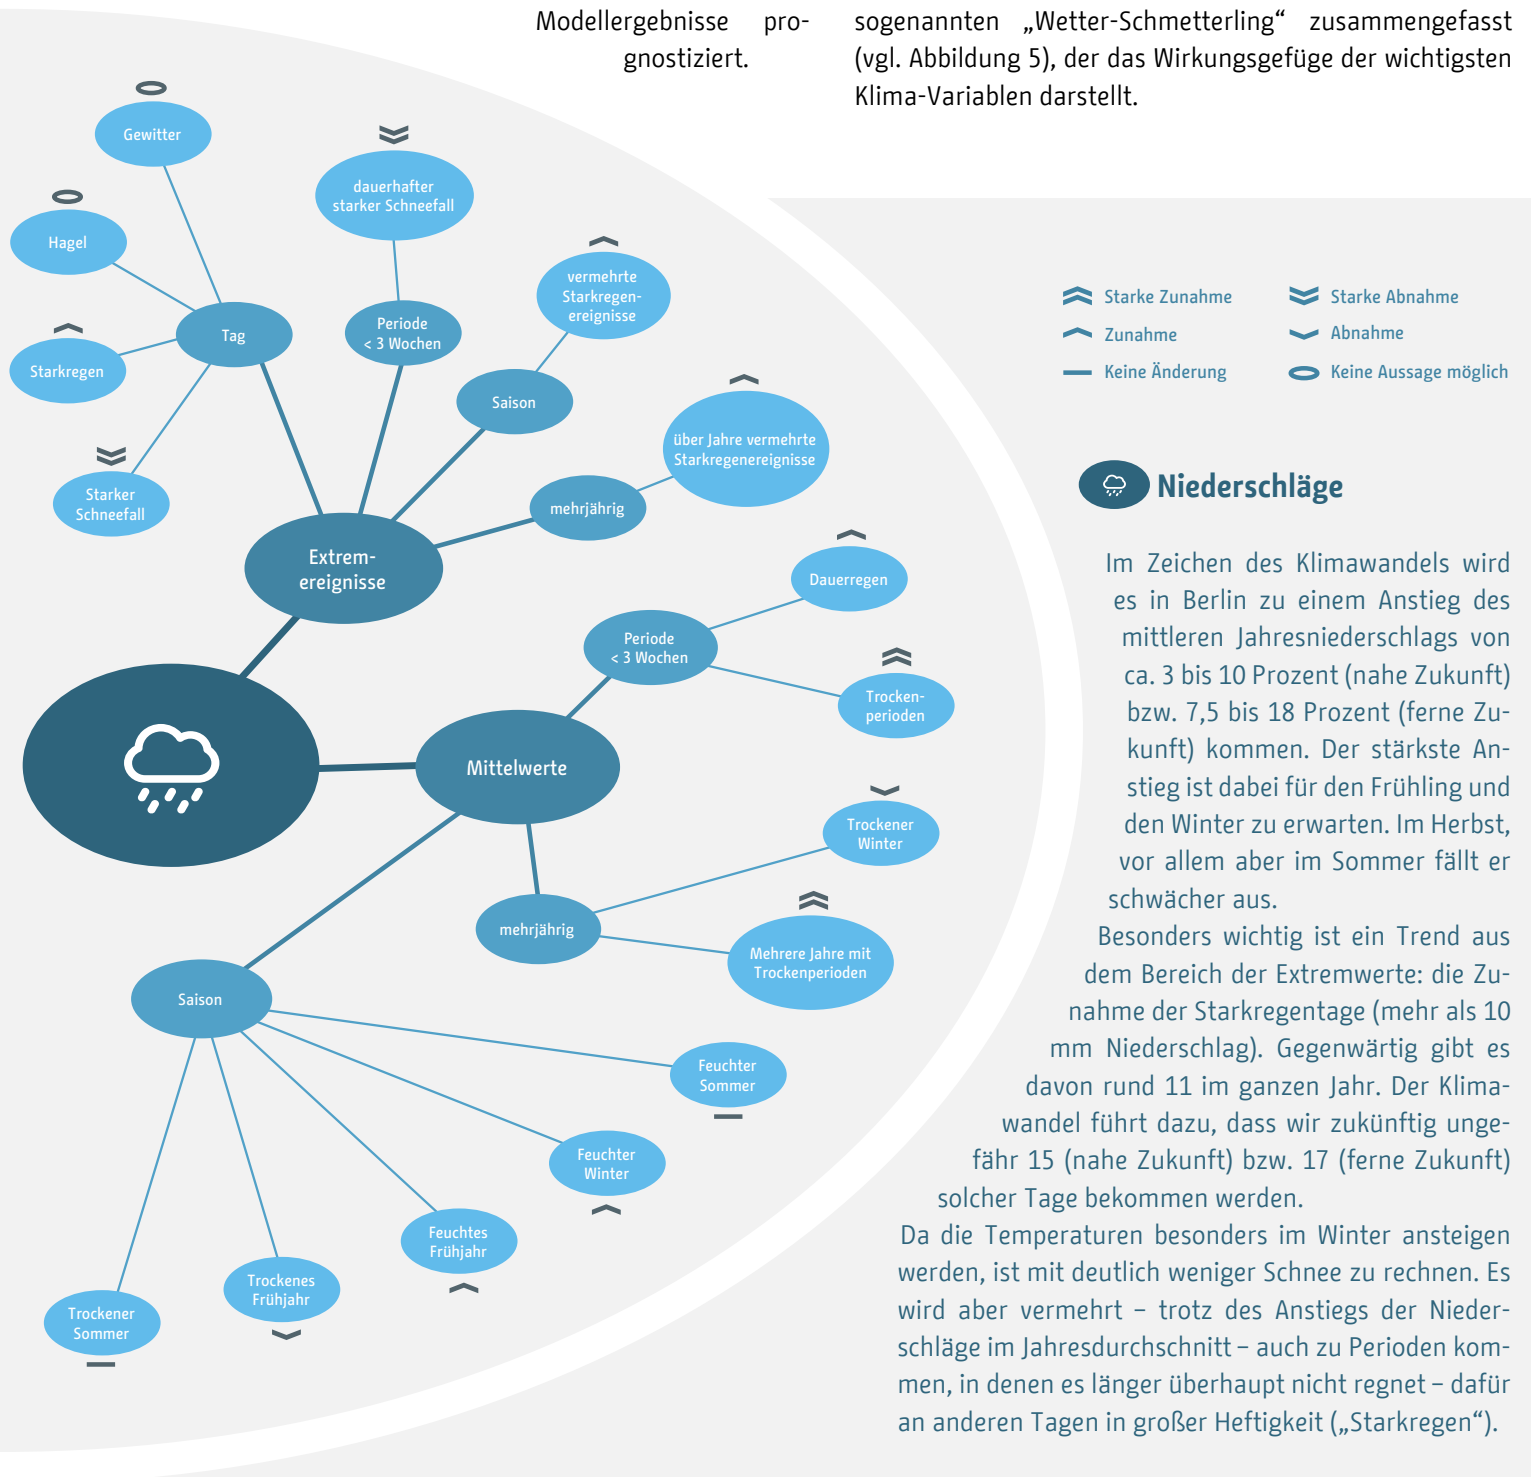 Modellergebnisse pro-
gnostiziert.
sogenannten „Wetter-Schmetterling“ zusammengefasst
(vgl. Abbildung 5), der das Wirkungsgefüge der wichtigsten
Klima-Variablen darstellt.
Gewitter
Hagel
Starkregen
Starker
Schneefall
Tag
dauerhafter
starker Schneefall
Periode
< 3 Wochen
vermehrte
Starkregen-
ereignisse
Saison
über Jahre vermehrte
Starkregenereignisse
mehrjährig
Extrem-
ereignisse
Dauerregen
Periode
< 3 Wochen
Trocken-
perioden
Mittelwerte
Trockener
Winter
mehrjährig
Mehrere Jahre mit
Trockenperioden
Saison
Feuchter
Sommer
Feuchter
Winter
Feuchtes
Frühjahr
Trockenes
Frühjahr
Trockener
Sommer
Starke Zunahme
Zunahme
Keine Änderung
Starke Abnahme
Abnahme
Keine Aussage möglich
Niederschläge
Im Zeichen des Klimawandels wird
es in Berlin zu einem Anstieg des
mittleren Jahresniederschlags von
ca. 3 bis 10 Prozent (nahe Zukunft)
bzw. 7,5 bis 18 Prozent (ferne Zu-
kunft) kommen. Der stärkste An-
stieg ist dabei für den Frühling und
den Winter zu erwarten. Im Herbst,
vor allem aber im Sommer fällt er
schwächer aus.
Besonders wichtig ist ein Trend aus
dem Bereich der Extremwerte: die Zu-
nahme der Starkregentage (mehr als 10
mm Niederschlag). Gegenwärtig gibt es
davon rund 11 im ganzen Jahr. Der Klima-
wandel führt dazu, dass wir zukünftig unge-
fähr 15 (nahe Zukunft) bzw. 17 (ferne Zukunft)
solcher Tage bekommen werden.
Da die Temperaturen besonders im Winter ansteigen
werden, ist mit deutlich weniger Schnee zu rechnen. Es
wird aber vermehrt – trotz des Anstiegs der Nieder-
schläge im Jahresdurchschnitt – auch zu Perioden kom-
men, in denen es länger überhaupt nicht regnet – dafür
an anderen Tagen in großer Heftigkeit („Starkregen“).